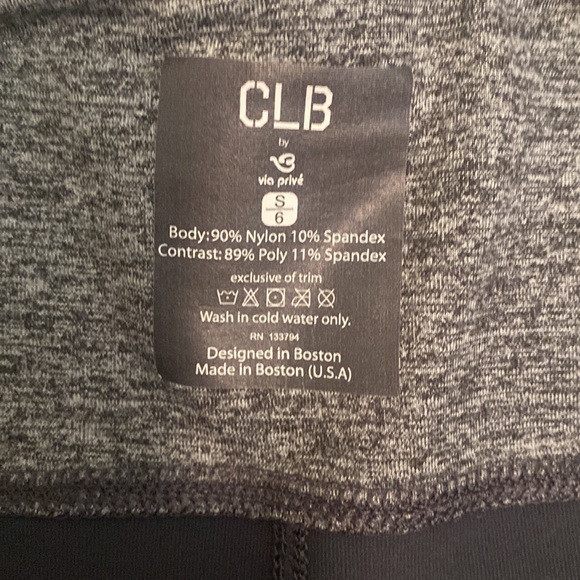 CLB
by
via privé
S
6
Body:90% Nylon 10% Spandex
Contrast: 89% Poly 11% Spandex
exclusive of trim
Wash in cold water only.
RN 133794
Designed in Boston
Made in Boston (U.S.A)